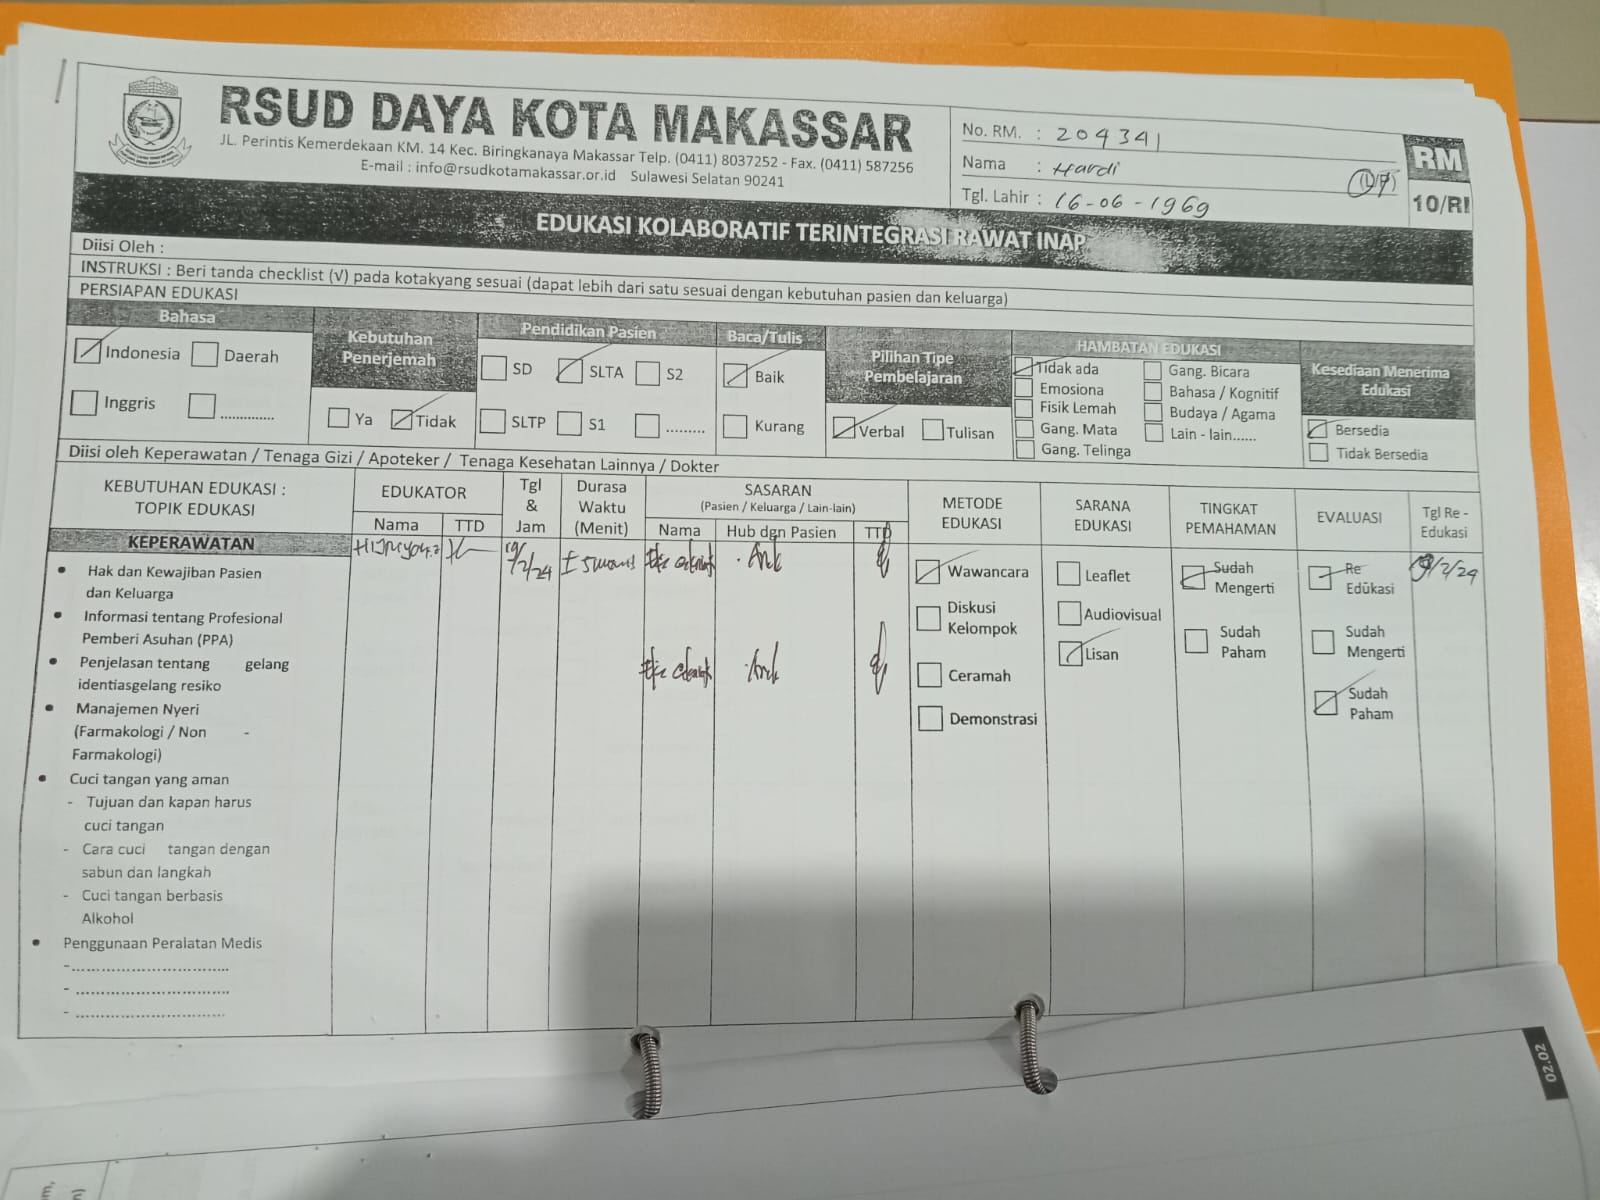 RSUD DAYA KOTA MAKASSAR
JL. Perintis Kemerdekaan KM. 14 Kec. Biringkanaya Makassar Telp. (0411) 8037252 - Fax. (0411) 587256
E-mail : info@rsudkotamakassar.or.id Sulawesi Selatan 90241
No. RM. : 204341
Nama : Hardi (L/P)
Tgl. Lahir : 16-06-1969
RM
10/RI
EDUKASI KOLABORATIF TERINTEGRASI RAWAT INAP
Diisi Oleh :
INSTRUKSI : Beri tanda checklist (√) pada kotakyang sesuai (dapat lebih dari satu sesuai dengan kebutuhan pasien dan keluarga)
PERSIAPAN EDUKASI
Bahasa
Indonesia Daerah
Inggris .............
Kebutuhan
Penerjemah
Ya Tidak
Pendidikan Pasien
SD SLTA S2
SLTP S1 .........
Baca/Tulis
Baik
Kurang
Pilihan Tipe
Pembelajaran
Verbal Tulisan
HAMBATAN EDUKASI
Tidak ada Gang. Bicara
Emosiona Bahasa / Kognitif
Fisik Lemah Budaya / Agama
Gang. Mata Lain - lain......
Gang. Telinga
Kesediaan Menerima
Edukasi
Bersedia
Tidak Bersedia
Diisi oleh Keperawatan / Tenaga Gizi / Apoteker / Tenaga Kesehatan Lainnya / Dokter
KEBUTUHAN EDUKASI :
TOPIK EDUKASI
EDUKATOR
Nama TTD
Tgl
&
Jam
Durasa
Waktu
(Menit)
SASARAN
(Pasien / Keluarga / Lain-lain)
Nama Hub dgn Pasien TTD
METODE
EDUKASI
SARANA
EDUKASI
TINGKAT
PEMAHAMAN
EVALUASI
Tgl Re -
Edukasi
KEPERAWATAN
Hak dan Kewajiban Pasien
dan Keluarga
Informasi tentang Profesional
Pemberi Asuhan (PPA)
Penjelasan tentang gelang
identiasgelang resiko
Manajemen Nyeri
(Farmakologi / Non -
Farmakologi)
Cuci tangan yang aman
- Tujuan dan kapan harus
cuci tangan
- Cara cuci tangan dengan
sabun dan langkah
- Cuci tangan berbasis
Alkohol
Penggunaan Peralatan Medis
-................................
- ................................
- ...............................
19/2/24
Wawancara
Diskusi
Kelompok
Ceramah
Demonstrasi
Leaflet
Audiovisual
Lisan
Sudah
Mengerti
Sudah
Paham
Re
Edukasi
Sudah
Mengerti
Sudah
Paham
19/2/24
02.02